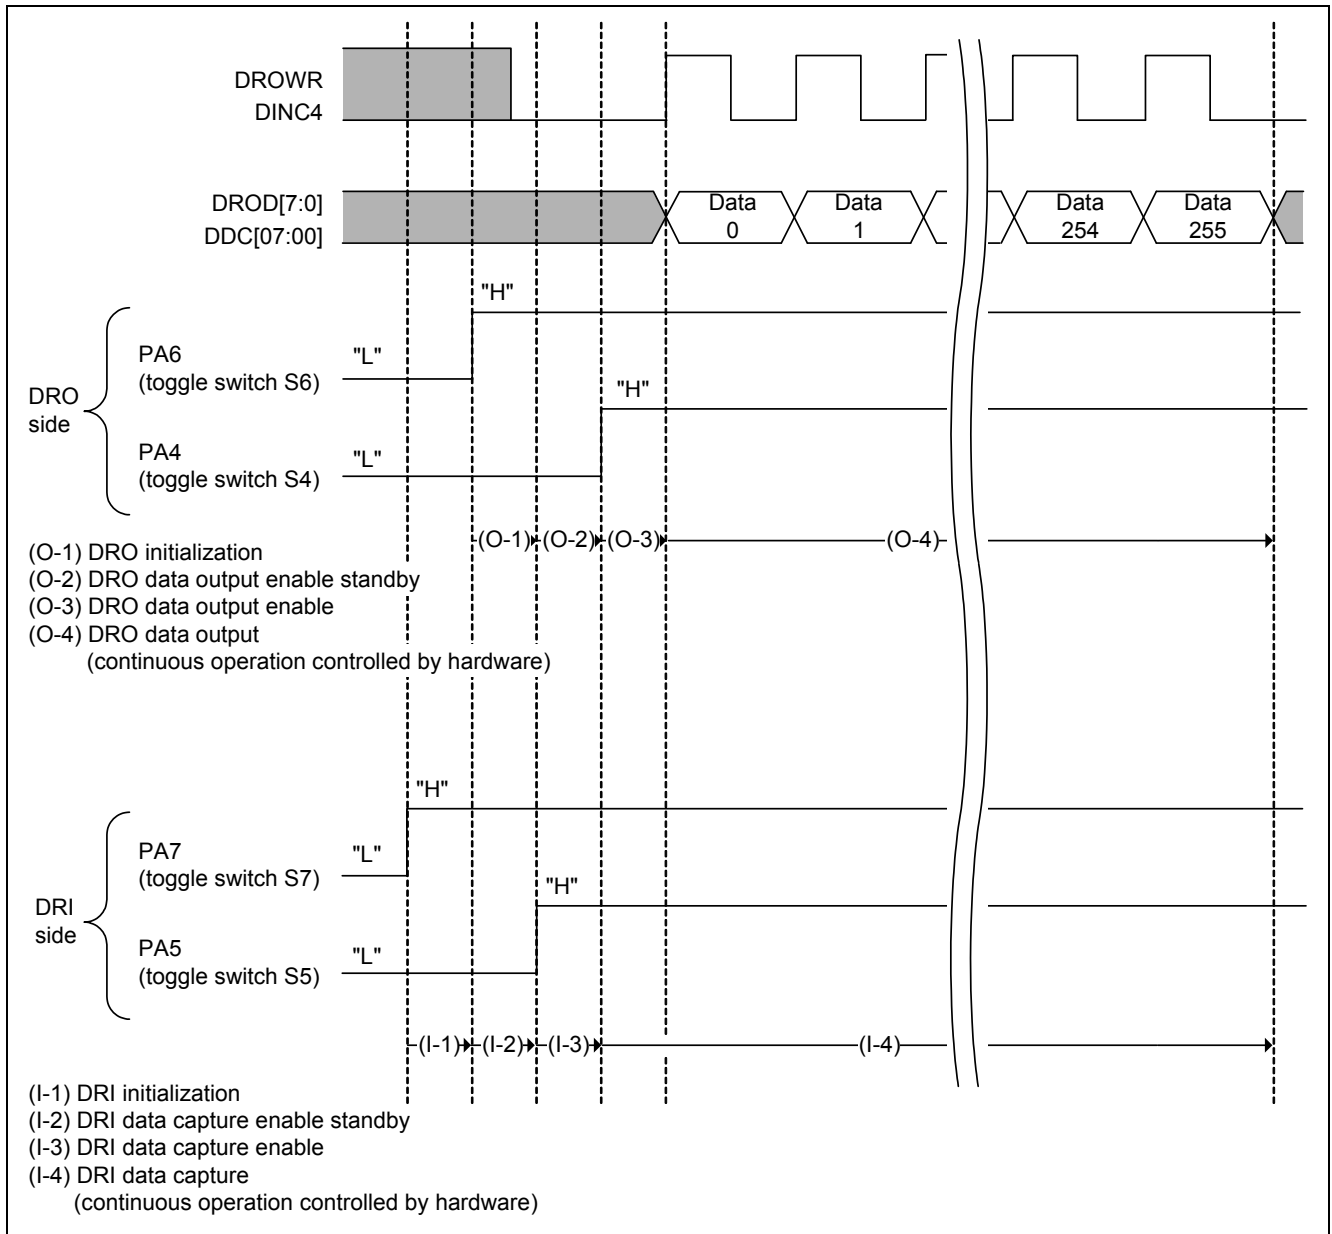 DROWR
DINC4
DROD[7:0]
DDC[07:00]
Data 0
Data 1
Data 254
Data 255
"H"
PA6
(toggle switch S6)
"L"
"H"
DRO side
PA4
(toggle switch S4)
"L"
(O-1) (O-2) (O-3) (O-4)
(O-1) DRO initialization
(O-2) DRO data output enable standby
(O-3) DRO data output enable
(O-4) DRO data output
(continuous operation controlled by hardware)
"H"
PA7
(toggle switch S7)
"L"
"H"
DRI side
PA5
(toggle switch S5)
"L"
(I-1) (I-2) (I-3) (I-4)
(I-1) DRI initialization
(I-2) DRI data capture enable standby
(I-3) DRI data capture enable
(I-4) DRI data capture
(continuous operation controlled by hardware)